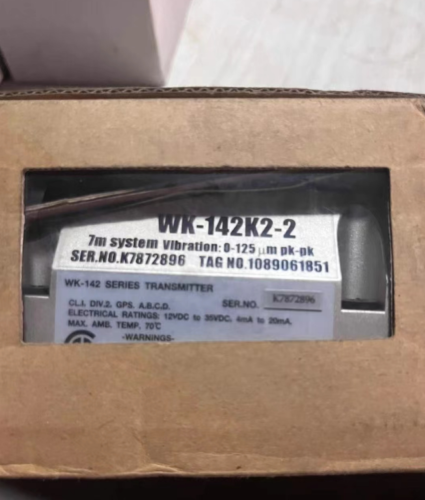 WK-142K2-2
7m system Vibration: 0-125 μm pk-pk
SER.NO.K7872896 TAG NO.1089061851
WK-142 SERIES TRANSMITTER
CL.I, DIV.2, GPS. A.B.C.D. SER.NO. K7872896
ELECTRICAL RATINGS: 12VDC to 35VDC, 4mA to 20mA.
MAX. AMB. TEMP. 70℃
-WARNINGS-